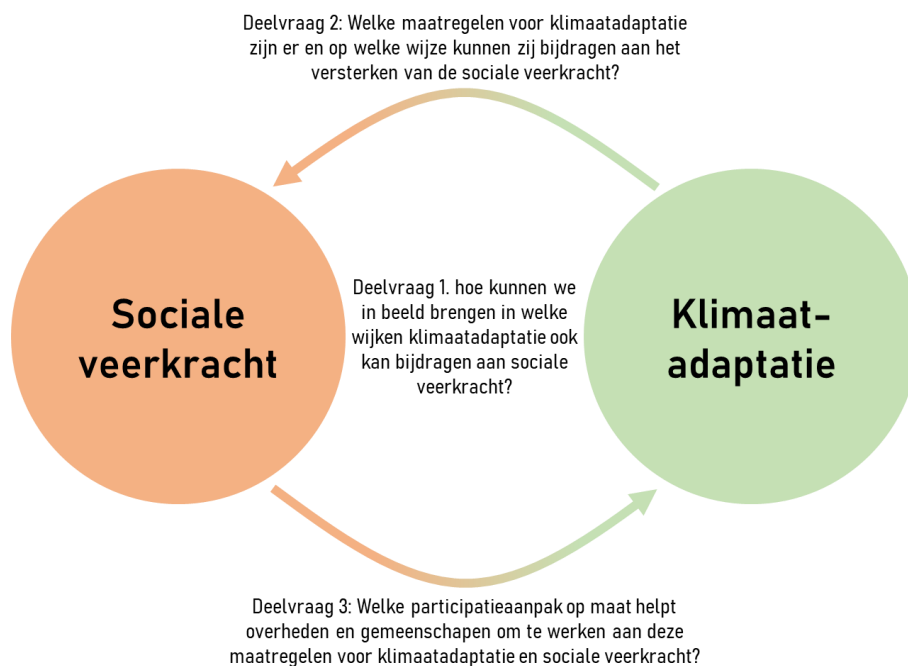 Deelvraag 2: Welke maatregelen voor klimaatadaptatie
zijn er en op welke wijze kunnen zij bijdragen aan het
versterken van de sociale veerkracht?
Sociale
veerkracht
Deelvraag 1. hoe kunnen we
in beeld brengen in welke
wijken klimaatadaptatie ook
kan bijdragen aan sociale
veerkracht?
Klimaat-
adaptatie
Deelvraag 3: Welke participatieaanpak op maat helpt
overheden en gemeenschapen om te werken aan deze
maatregelen voor klimaatadaptatie en sociale veerkracht?